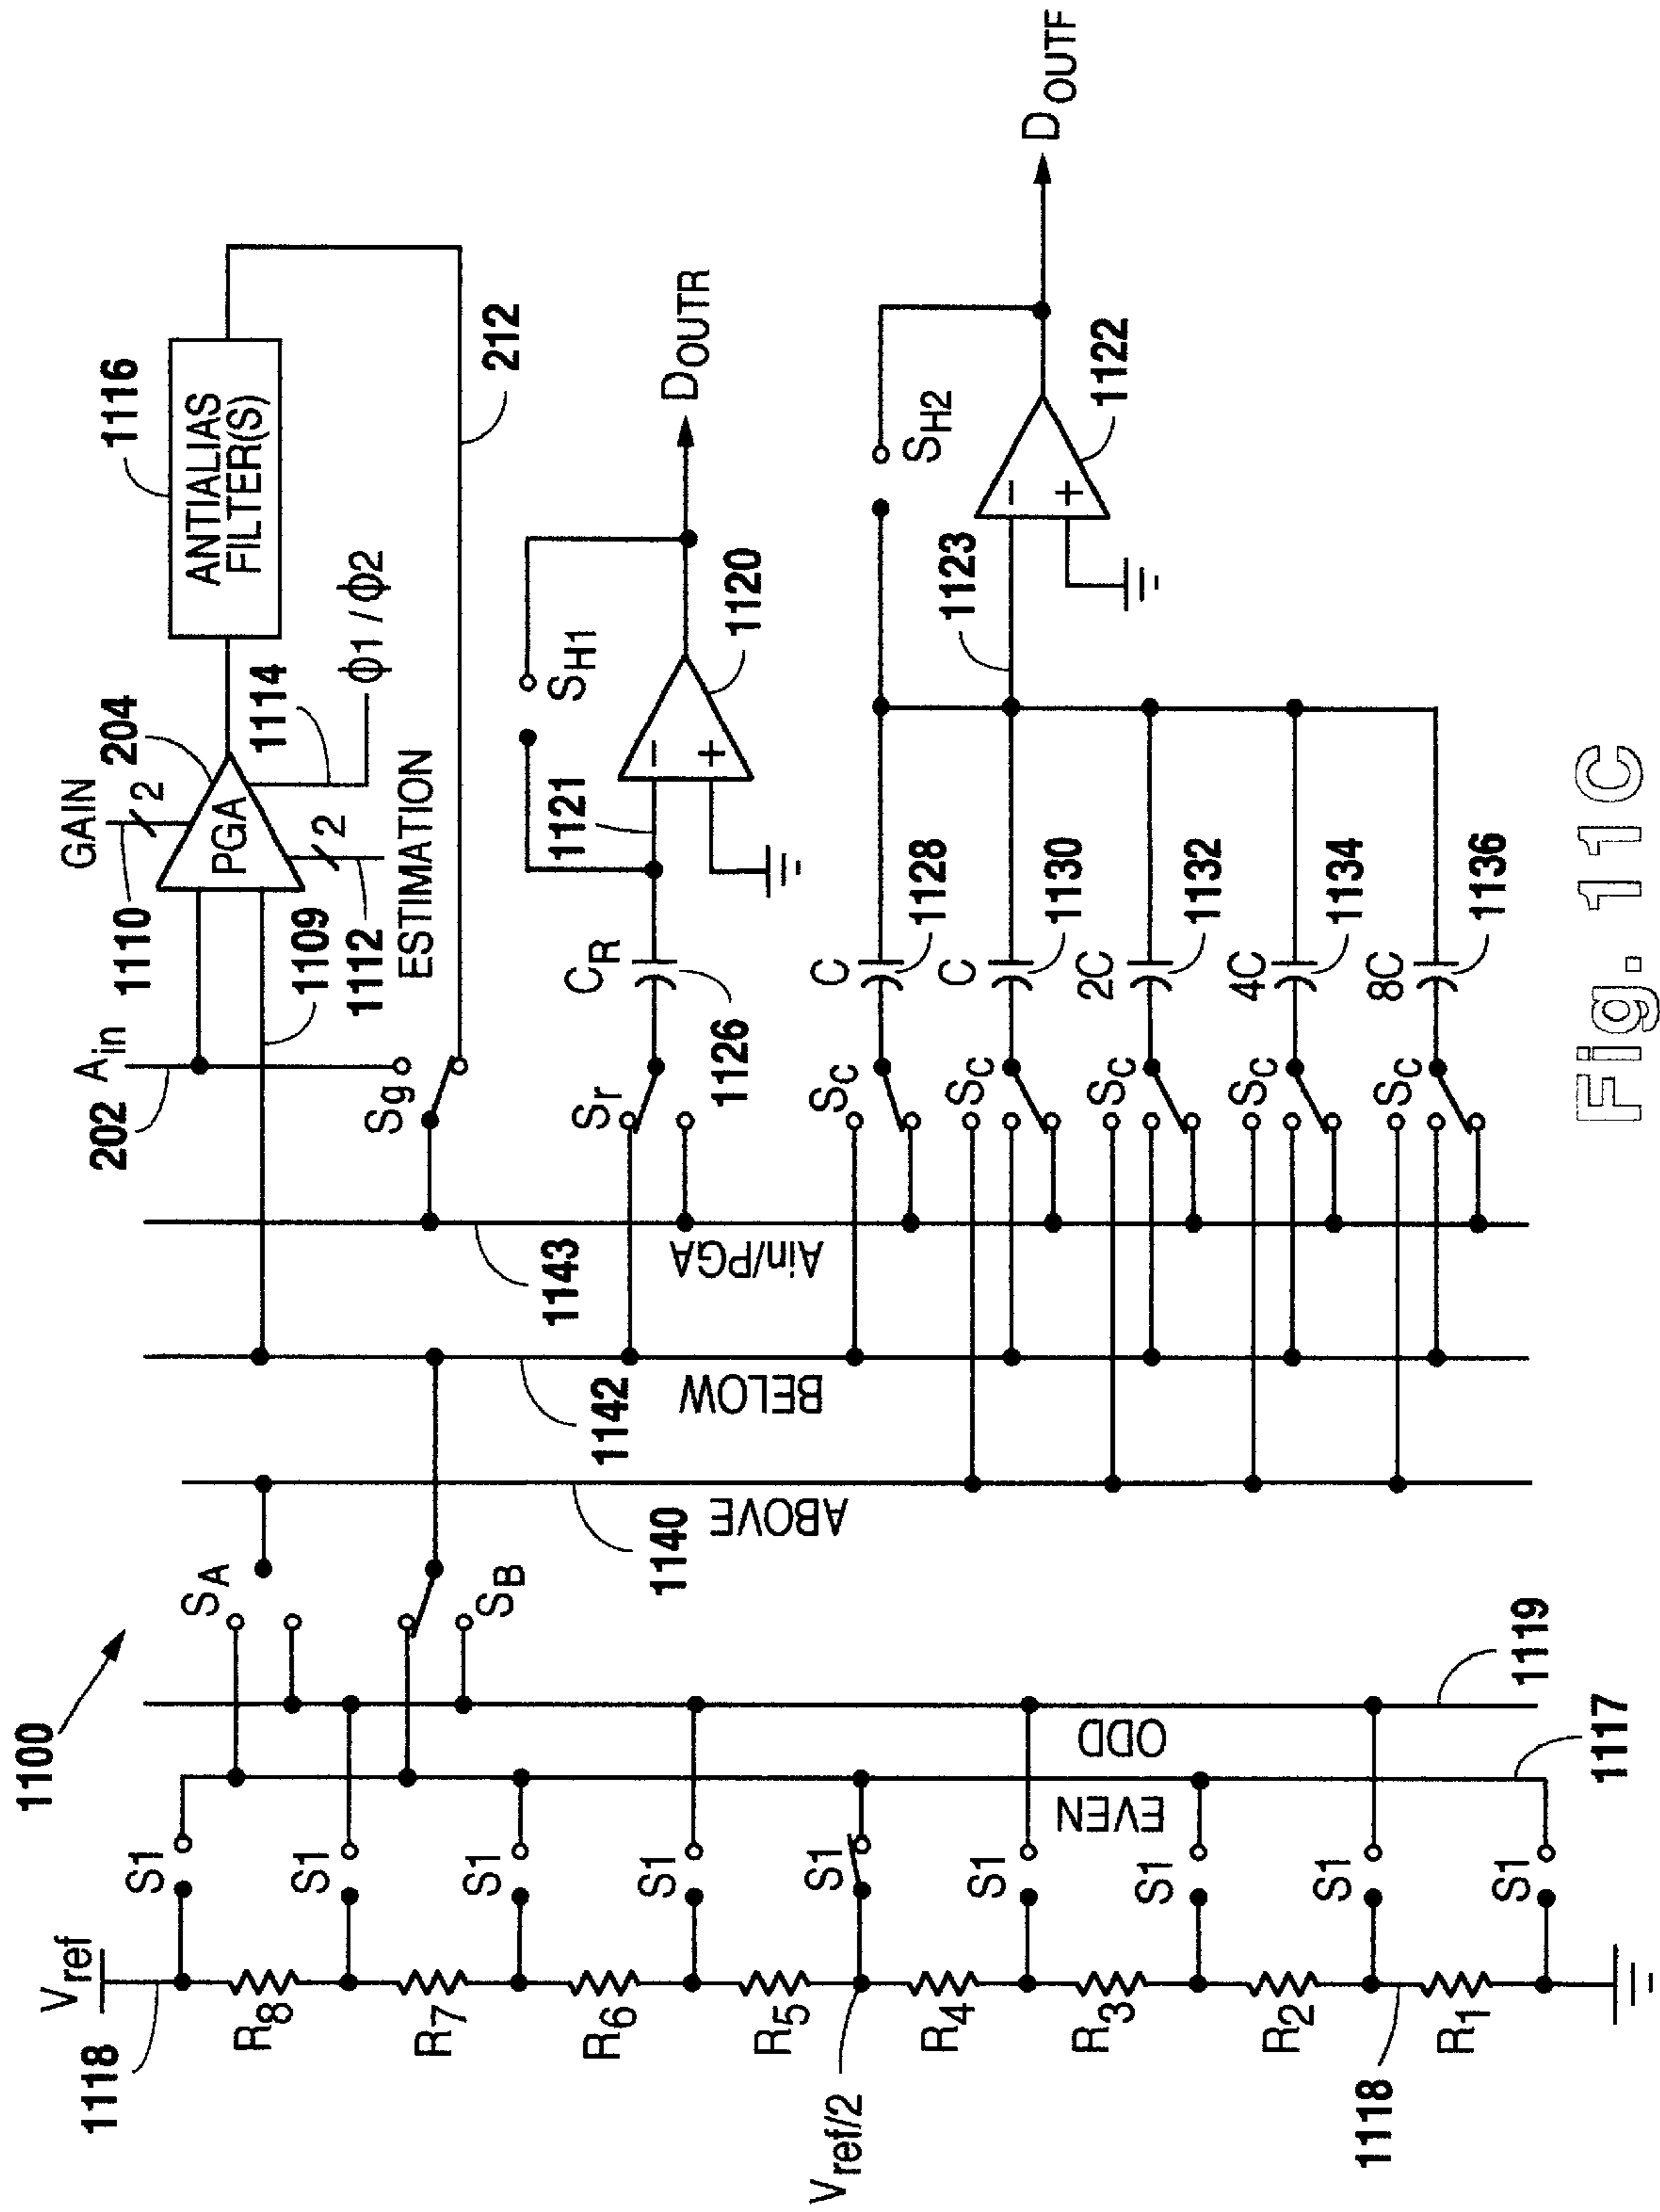 1100
Vref
1118
S1
S1
S1
S1
S1
S1
S1
S1
S1
R8
R7
R6
R5
R4
R3
R2
R1
Vref/2
1118
EVEN
ODD
1117
1119
SA
SB
ABOVE
1140
BELOW
1142
Ain/PGA
1143
202
Ain
1110
GAIN
2
204
PGA
1109
1112
2
ESTIMATION
1114
ϕ1 / ϕ2
1116
ANTIALIAS
FILTER(S)
212
Sg
Sr
CR
1126
1121
SH1
−
+
1120
DOUTR
SC
SC
SC
SC
SC
C
1128
C
1130
2C
1132
4C
1134
8C
1136
1123
SH2
−
+
1122
DOUTF
Fig. 11C